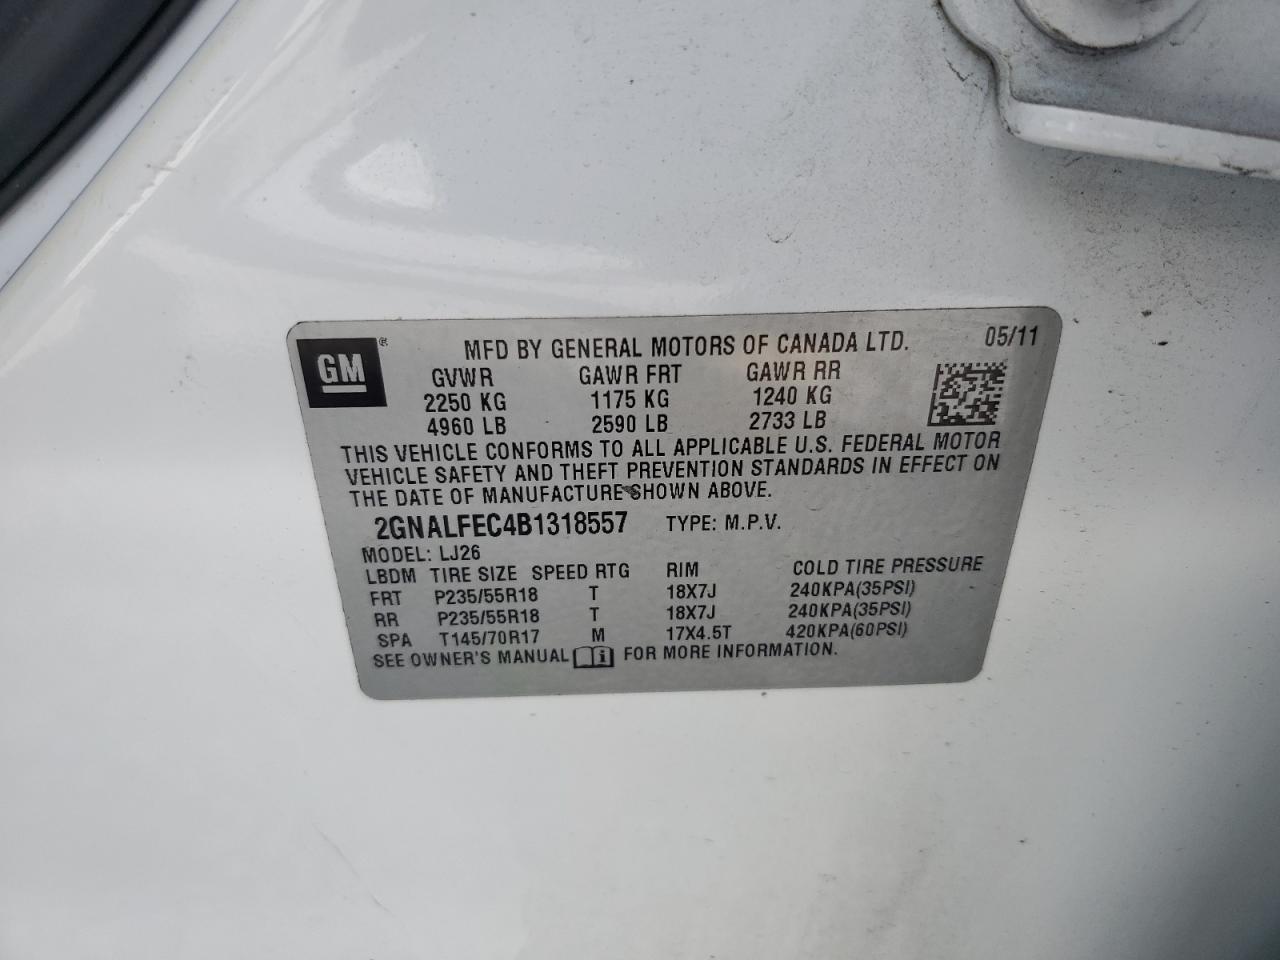 GM®
MFD BY GENERAL MOTORS OF CANADA LTD. 05/11
GVWR GAWR FRT GAWR RR
2250 KG 1175 KG 1240 KG
4960 LB 2590 LB 2733 LB
THIS VEHICLE CONFORMS TO ALL APPLICABLE U.S. FEDERAL MOTOR
VEHICLE SAFETY AND THEFT PREVENTION STANDARDS IN EFFECT ON
THE DATE OF MANUFACTURE SHOWN ABOVE.
2GNALFEC4B1318557 TYPE: M.P.V.
MODEL: LJ26
LBDM TIRE SIZE SPEED RTG RIM COLD TIRE PRESSURE
FRT P235/55R18 T 18X7J 240KPA(35PSI)
RR P235/55R18 T 18X7J 240KPA(35PSI)
SPA T145/70R17 M 17X4.5T 420KPA(60PSI)
SEE OWNER'S MANUAL i FOR MORE INFORMATION.